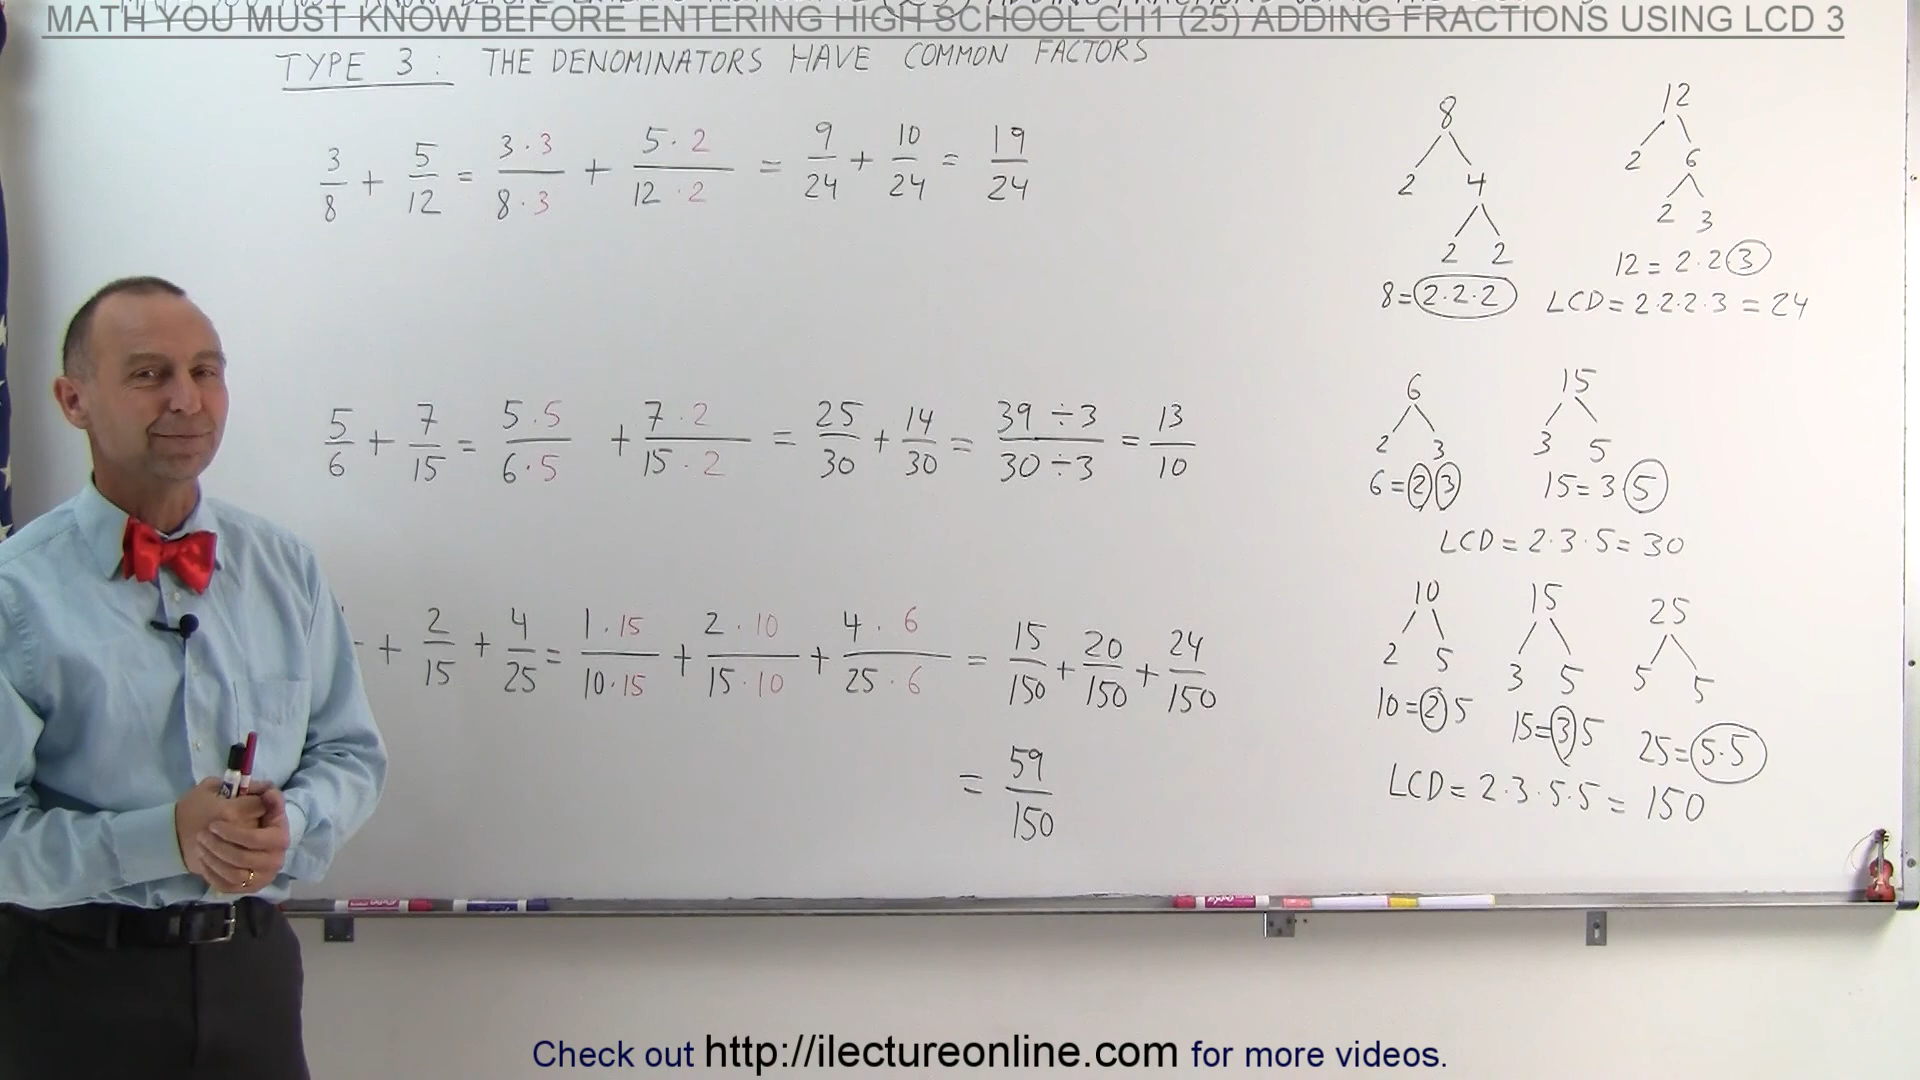 MATH YOU MUST KNOW BEFORE ENTERING HIGH SCHOOL CH1 (25) ADDING FRACTIONS USING LCD 3
TYPE 3 : THE DENOMINATORS HAVE COMMON FACTORS
3/8 + 5/12 = 3·3/8·3 + 5·2/12·2 = 9/24 + 10/24 = 19/24
8
2 4
2 2
8 = 2·2·2
12
2 6
2 3
12 = 2·2 3
LCD = 2·2·2·3 = 24
5/6 + 7/15 = 5·5/6·5 + 7·2/15·2 = 25/30 + 14/30 = 39÷3/30÷3 = 13/10
6
2 3
6 = 2 3
15
3 5
15 = 3 5
LCD = 2·3·5 = 30
+ 2/15 + 4/25 = 1·15/10·15 + 2·10/15·10 + 4·6/25·6 = 15/150 + 20/150 + 24/150
= 59/150
10
2 5
10 = 2 5
15
3 5
15 = 3 5
25
5 5
25 = 5·5
LCD = 2·3·5·5 = 150
Check out http://ilectureonline.com for more videos.